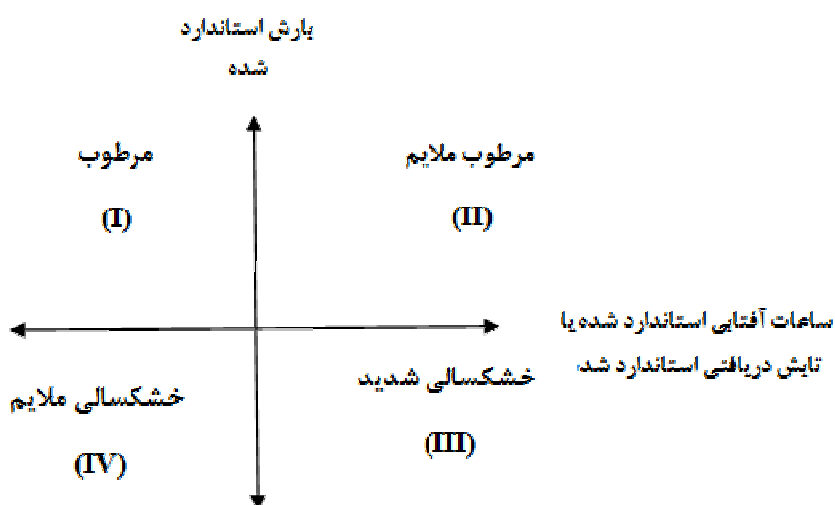 بارش استاندارد
شده
مرطوب ملایم
(II)
مرطوب
(I)
ساعات آفتابی استاندارد شده یا
تابش دریافتی استاندارد شد
خشکسالی شدید
(III)
خشکسالی ملایم
(IV)